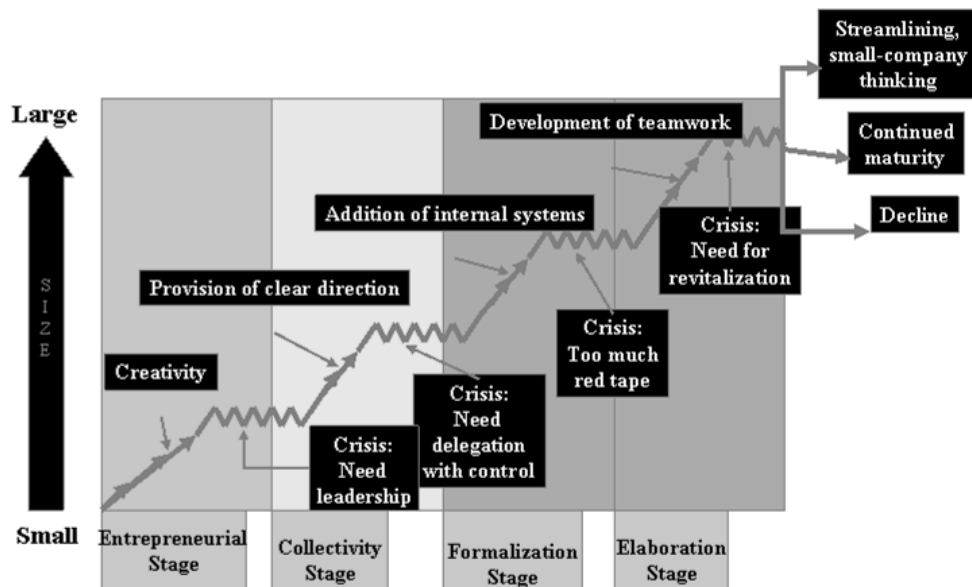 Streamlining,
small-company
thinking
Large
Development of teamwork
Continued
maturity
Addition of internal systems
Decline
Crisis:
Need for
revitalization
Provision of clear direction
SIZE
Crisis:
Too much
red tape
Creativity
Crisis:
Need
delegation
with control
Crisis:
Need
leadership
Small
Entrepreneurial
Stage
Collectivity
Stage
Formalization
Stage
Elaboration
Stage